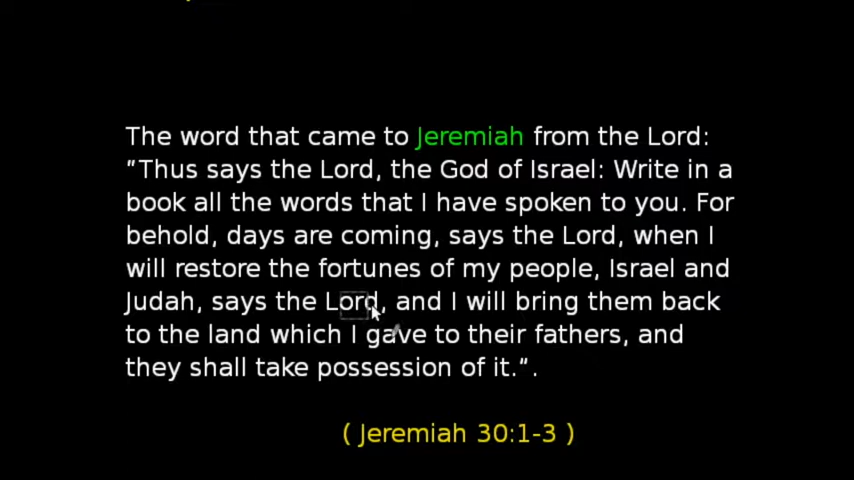 The word that came to Jeremiah from the Lord:
"Thus says the Lord, the God of Israel: Write in a
book all the words that I have spoken to you. For
behold, days are coming, says the Lord, when I
will restore the fortunes of my people, Israel and
Judah, says the Lord, and I will bring them back
to the land which I gave to their fathers, and
they shall take possession of it.".
( Jeremiah 30:1-3 )